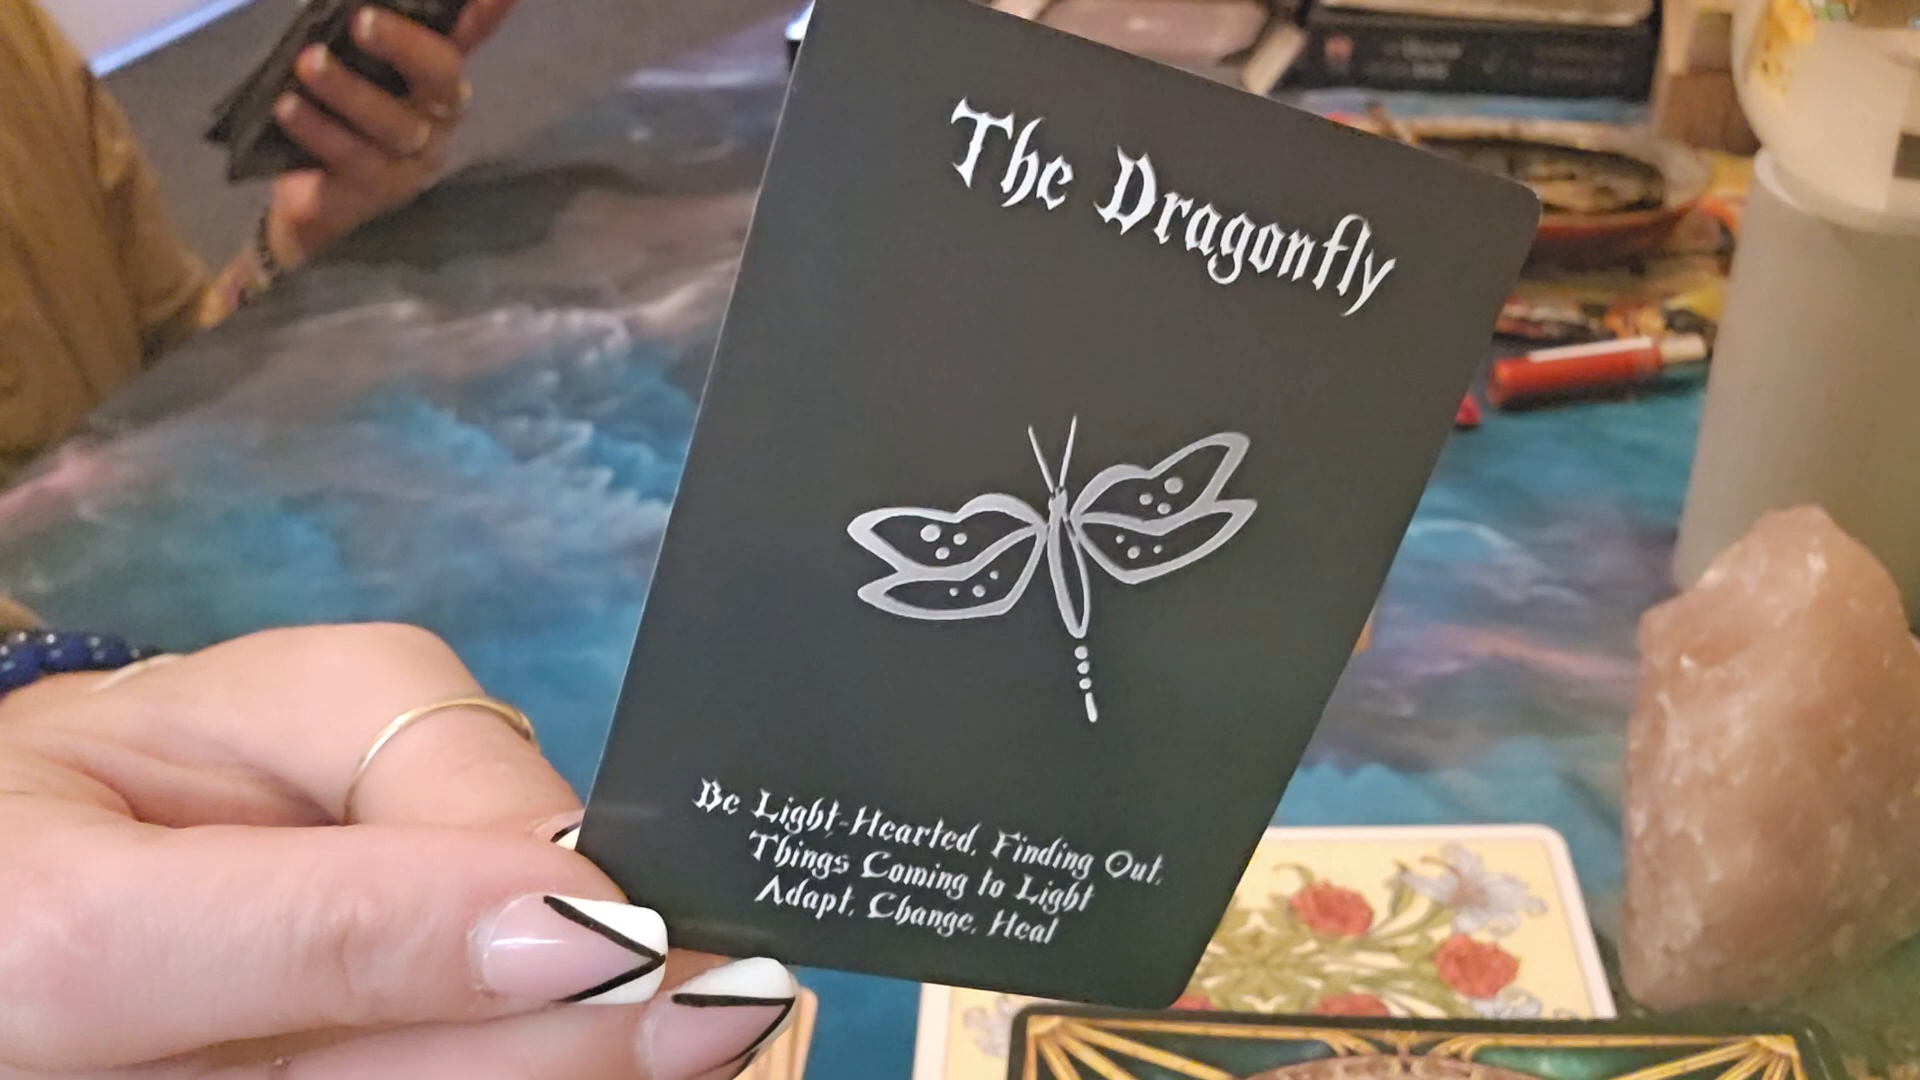 The Dragonfly
Be Light-Hearted, Finding Out,
Things Coming to Light
Adapt, Change, Heal